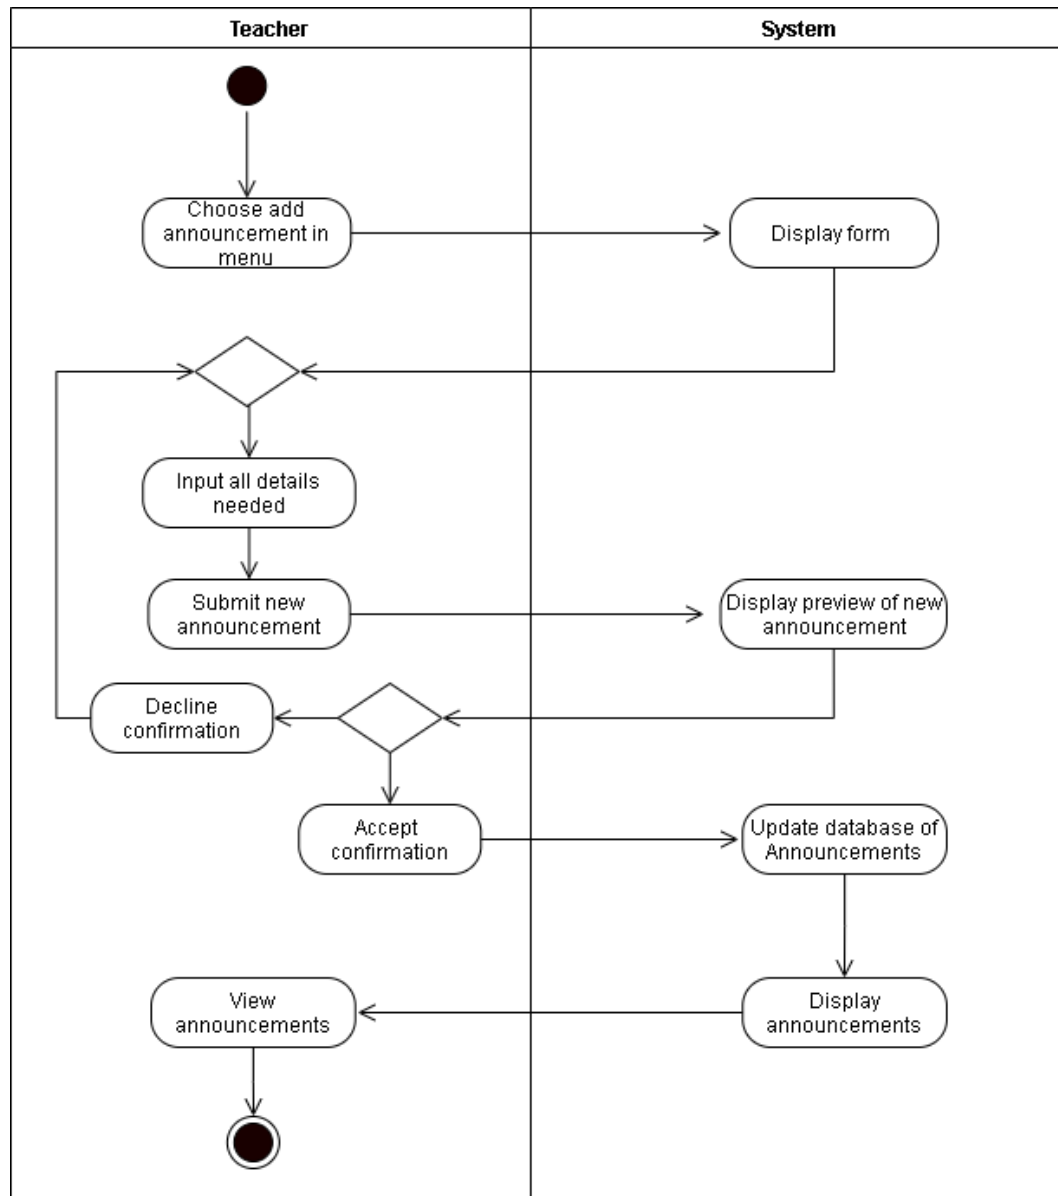 Teacher
System
Choose add
announcement in
menu
Display form
Input all details
needed
Submit new
announcement
Display preview of new
announcement
Decline
confirmation
Accept
confirmation
Update database of
Announcements
View
announcements
Display
announcements